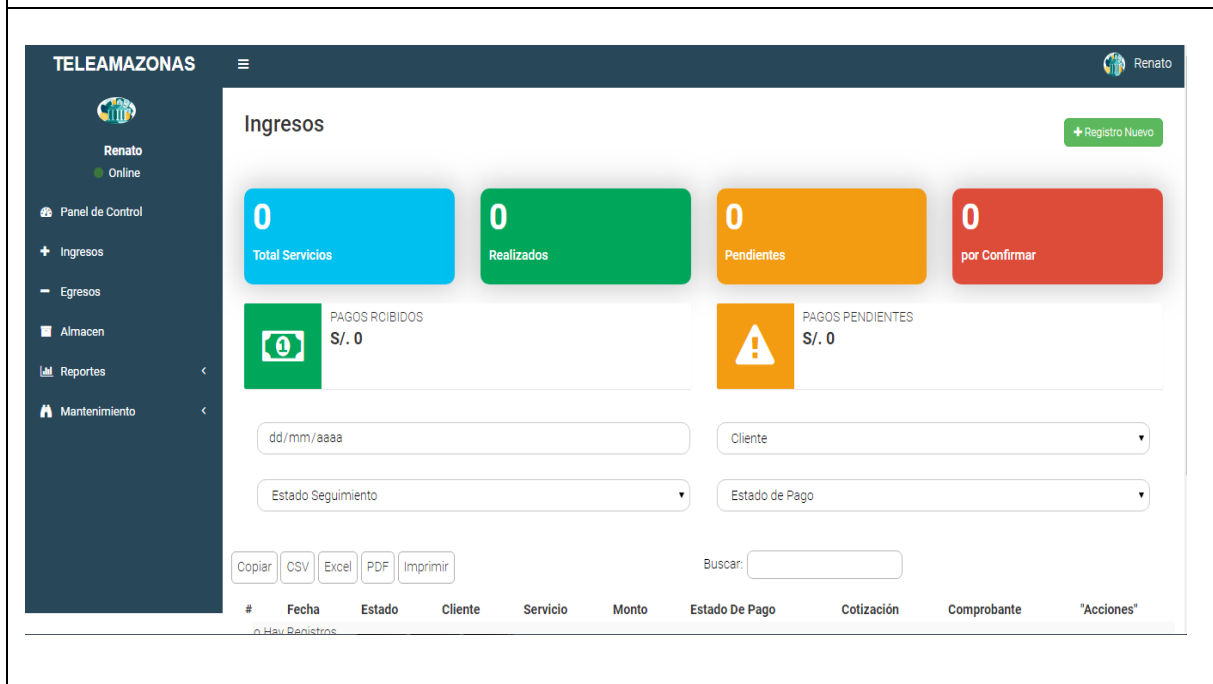 TELEAMAZONAS
Renato
Renato
Online
Panel de Control
Ingresos
Egresos
Almacen
Reportes
Mantenimiento
Ingresos
Registro Nuevo
0
Total Servicios
0
Realizados
0
Pendientes
0
por Confirmar
PAGOS RCIBIDOS
S/. 0
PAGOS PENDIENTES
S/. 0
dd/mm/aaaa
Cliente
Estado Seguimiento
Estado de Pago
Copiar CSV Excel PDF Imprimir
Buscar:
# Fecha Estado Cliente Servicio Monto Estado De Pago Cotización Comprobante "Acciones"
o Hay Registros